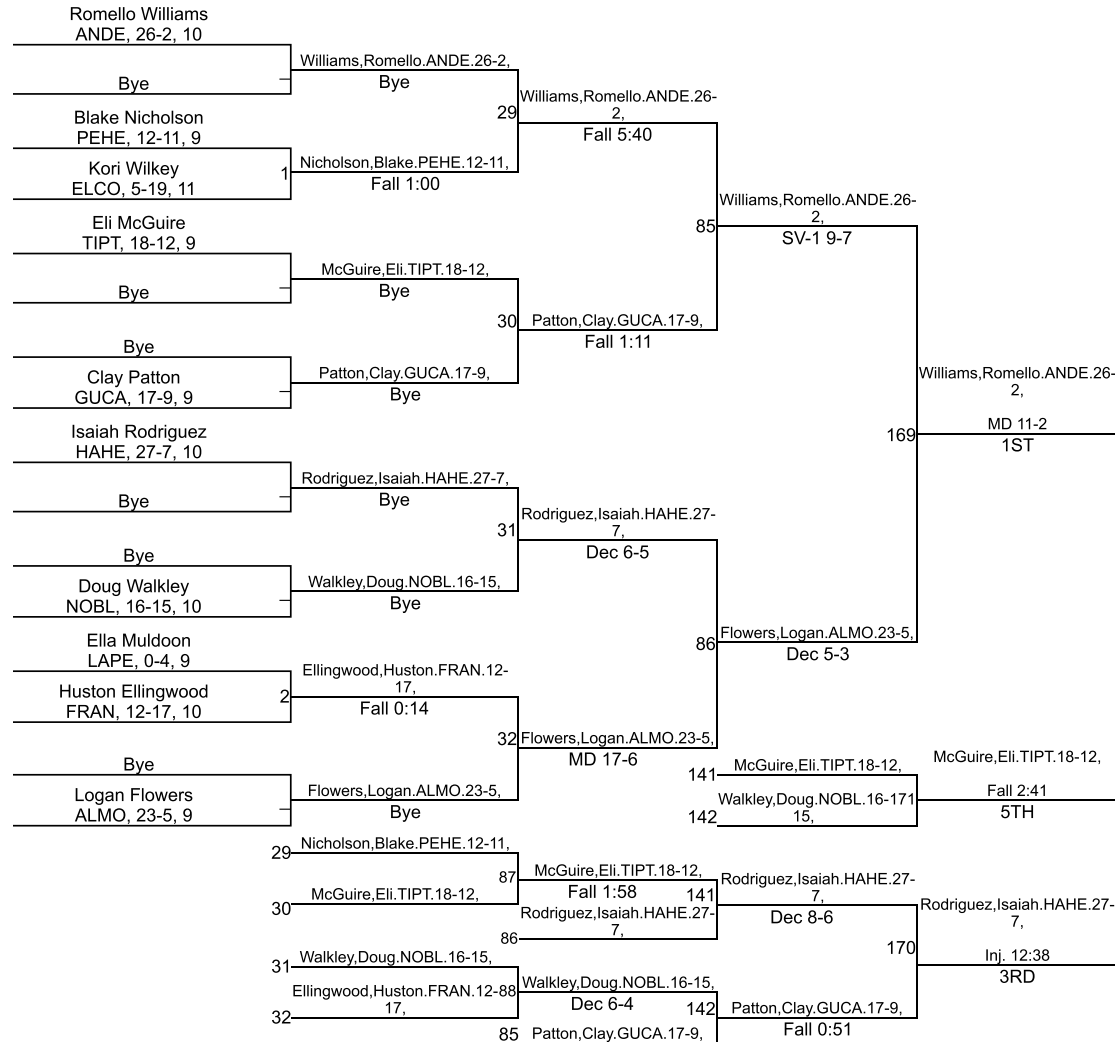 Romello Williams
ANDE, 26-2, 10
Williams,Romello.ANDE.26-2,
Bye
Bye
Williams,Romello.ANDE.26-
2,
29
Fall 5:40
Blake Nicholson
PEHE, 12-11, 9
Nicholson,Blake.PEHE.12-11,
Kori Wilkey
1
ELCO, 5-19, 11
Fall 1:00
Williams,Romello.ANDE.26-
2,
85
SV-1 9-7
Eli McGuire
TIPT, 18-12, 9
McGuire,Eli.TIPT.18-12,
Bye
Bye
30
Patton,Clay.GUCA.17-9,
Fall 1:11
Bye
Patton,Clay.GUCA.17-9,
Clay Patton
GUCA, 17-9, 9
Bye
Williams,Romello.ANDE.26-
2,
MD 11-2
169
1ST
Isaiah Rodriguez
HAHE, 27-7, 10
Rodriguez,Isaiah.HAHE.27-7,
Bye
Bye
Rodriguez,Isaiah.HAHE.27-
7,
31
Dec 6-5
Bye
Doug Walkley
NOBL, 16-15, 10
Walkley,Doug.NOBL.16-15,
Bye
Flowers,Logan.ALMO.23-5,
86
Dec 5-3
Ella Muldoon
LAPE, 0-4, 9
Ellingwood,Huston.FRAN.12-
17,
Huston Ellingwood
2
FRAN, 12-17, 10
Fall 0:14
32
Flowers,Logan.ALMO.23-5,
MD 17-6
Bye
Logan Flowers
ALMO, 23-5, 9
Flowers,Logan.ALMO.23-5,
Bye
141
McGuire,Eli.TIPT.18-12,
McGuire,Eli.TIPT.18-12,
Fall 2:41
Walkley,Doug.NOBL.16-171
15,
142
5TH
29
Nicholson,Blake.PEHE.12-11,
87
McGuire,Eli.TIPT.18-12,
Fall 1:58
141
30
McGuire,Eli.TIPT.18-12,
Rodriguez,Isaiah.HAHE.27-
7,
Dec 8-6
Rodriguez,Isaiah.HAHE.27-
7,
86
Rodriguez,Isaiah.HAHE.27-
7,
170
Inj. 12:38
3RD
31
Walkley,Doug.NOBL.16-15,
Walkley,Doug.NOBL.16-15,
Ellingwood,Huston.FRAN.12-88
17,
32
Dec 6-4
142
Patton,Clay.GUCA.17-9,
Fall 0:51
85
Patton,Clay.GUCA.17-9,